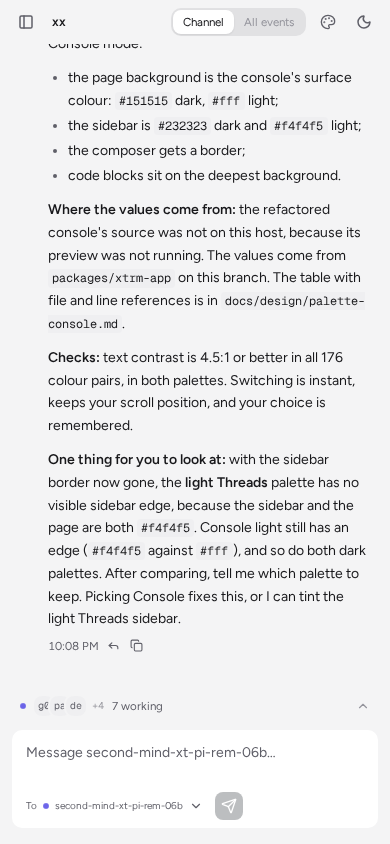 xx
Channel
All events
Console mode:
the page background is the console's surface
colour: #151515 dark, #fff light;
the sidebar is #232323 dark and #f4f4f5 light;
the composer gets a border;
code blocks sit on the deepest background.
Where the values come from: the refactored
console's source was not on this host, because its
preview was not running. The values come from
packages/xtrm-app on this branch. The table with
file and line references is in docs/design/palette-
console.md .
Checks: text contrast is 4.5:1 or better in all 176
colour pairs, in both palettes. Switching is instant,
keeps your scroll position, and your choice is
remembered.
One thing for you to look at: with the sidebar
border now gone, the light Threads palette has no
visible sidebar edge, because the sidebar and the
page are both #f4f4f5 . Console light still has an
edge ( #f4f4f5 against #fff ), and so do both dark
palettes. After comparing, tell me which palette to
keep. Picking Console fixes this, or I can tint the
light Threads sidebar.
10:08 PM
pa de +4 7 working
Message second-mind-xt-pi-rem-06b...
To second-mind-xt-pi-rem-06b